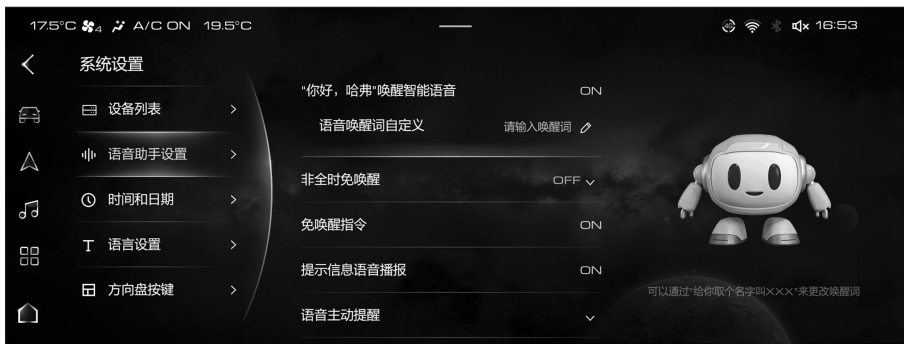 17.5°C 4 A/C ON 19.5°C
4G 16:53
系统设置
设备列表
语音助手设置
时间和日期
T 语言设置
方向盘按键
"你好，哈弗"唤醒智能语音 ON
语音唤醒词自定义 请输入唤醒词
非全时免唤醒 OFF
免唤醒指令 ON
提示信息语音播报 ON
语音主动提醒
可以通过"给你取个名字叫XXX"来更改唤醒词